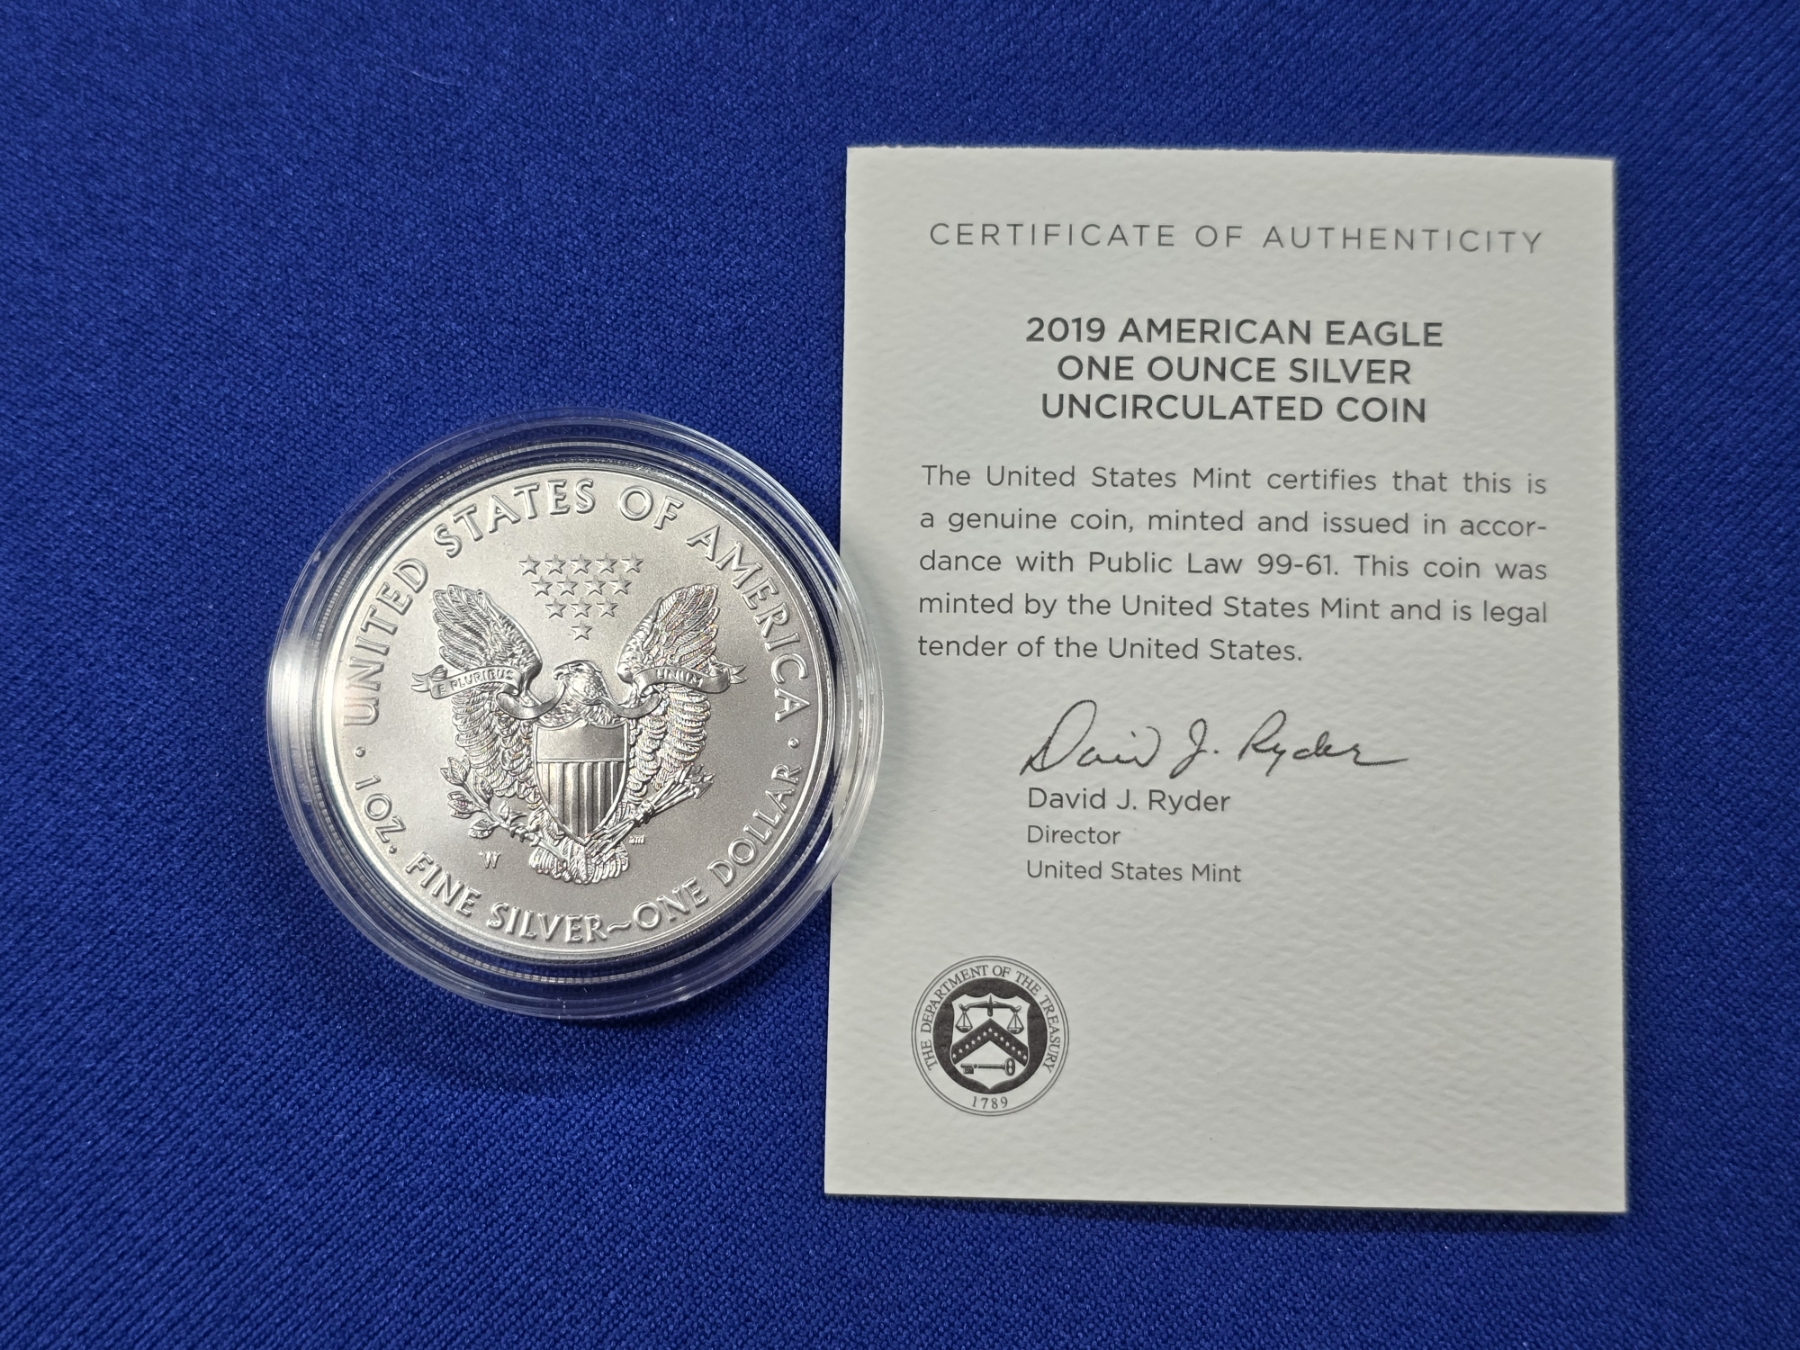 UNITED STATES OF AMERICA
E PLURIBUS
UNUM
W
1 OZ. FINE SILVER~ONE DOLLAR
CERTIFICATE OF AUTHENTICITY
2019 AMERICAN EAGLE
ONE OUNCE SILVER
UNCIRCULATED COIN
The United States Mint certifies that this is
a genuine coin, minted and issued in accor-
dance with Public Law 99-61. This coin was
minted by the United States Mint and is legal
tender of the United States.
David J. Ryder
David J. Ryder
Director
United States Mint
THE DEPARTMENT OF THE TREASURY
1789